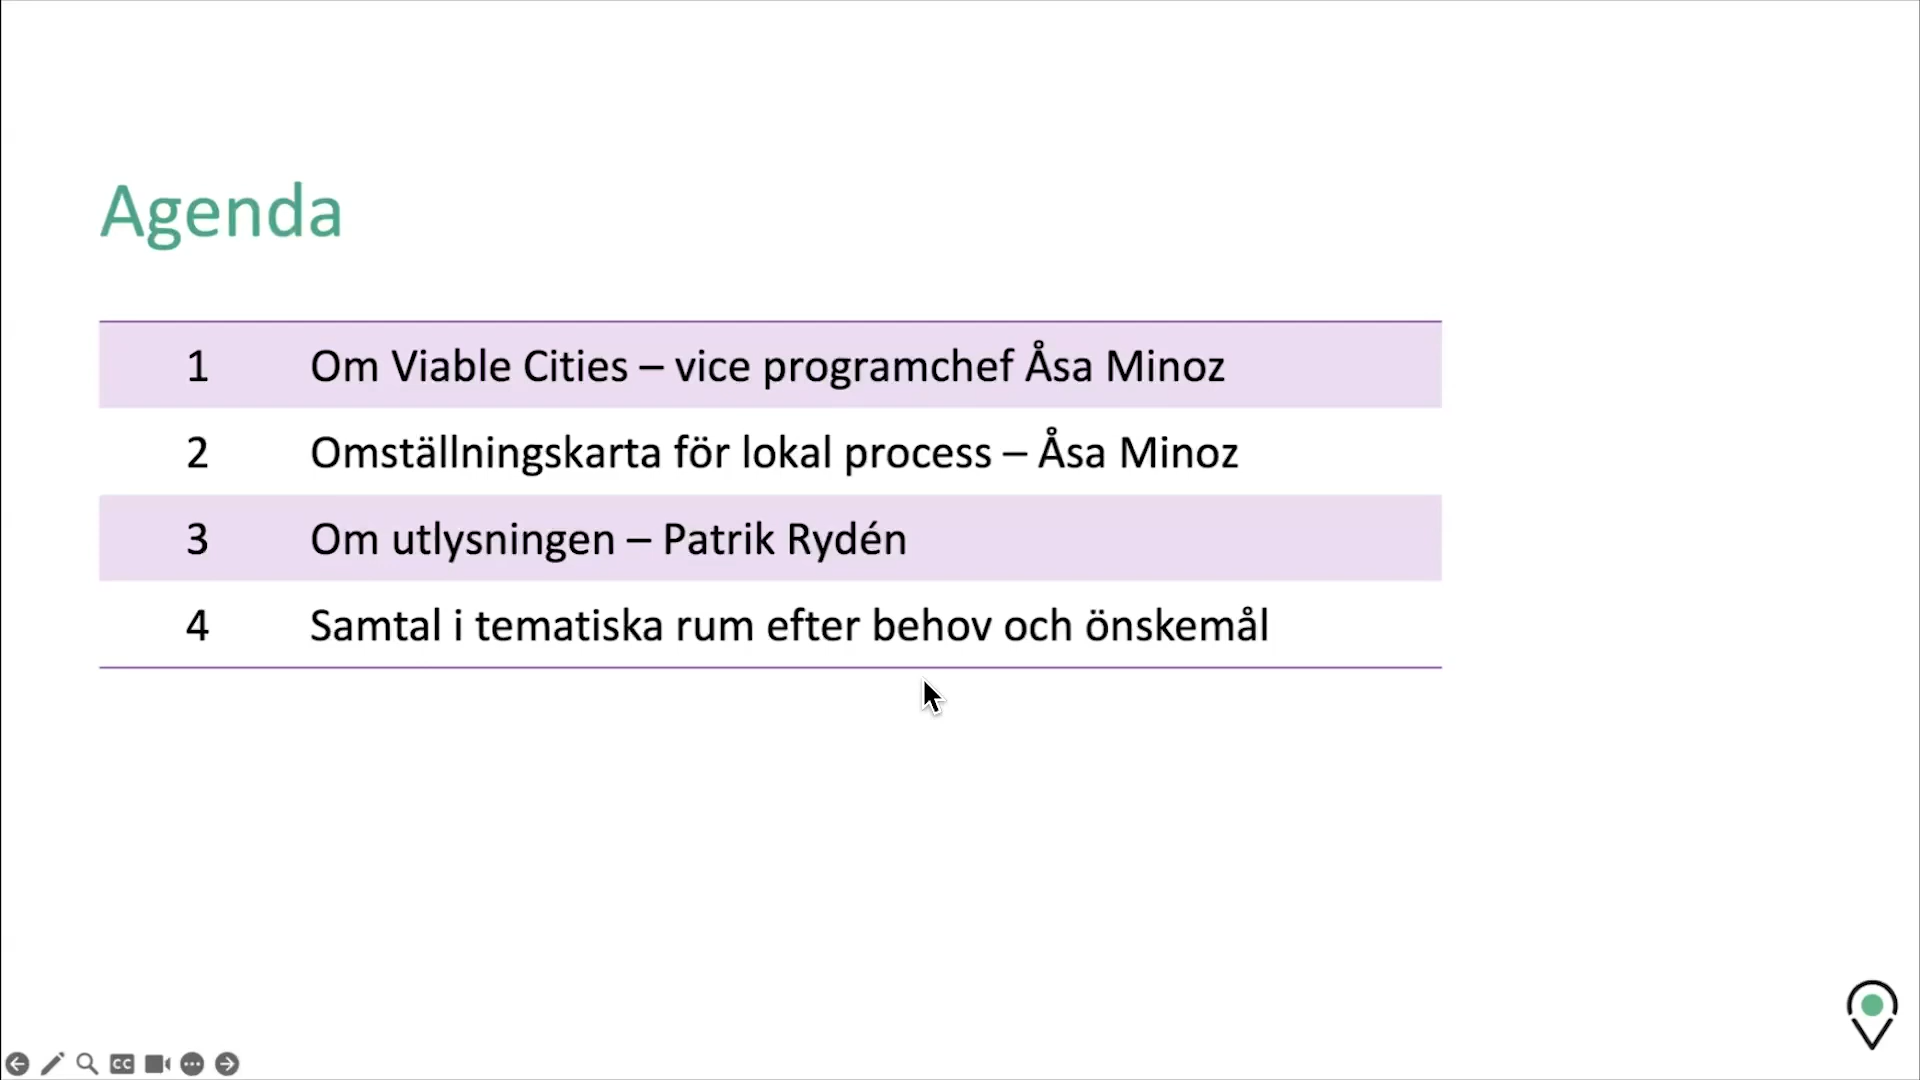 Agenda
1 Om Viable Cities – vice programchef Åsa Minoz
2 Omställningskarta för lokal process – Åsa Minoz
3 Om utlysningen – Patrik Rydén
4 Samtal i tematiska rum efter behov och önskemål
CC